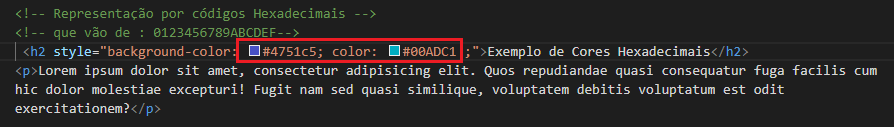 <!-- Representação por códigos Hexadecimais -->
<!-- que vão de : 0123456789ABCDEF-->
<h2 style="background-color: #4751c5; color: #00ADC1 ;">Exemplo de Cores Hexadecimais</h2>
<p>Lorem ipsum dolor sit amet, consectetur adipisicing elit. Quos repudiandae quasi consequatur fuga facilis cum
hic dolor molestiae excepturi! Fugit nam sed quasi similique, voluptatem debitis voluptatum est odit
exercitationem?</p>